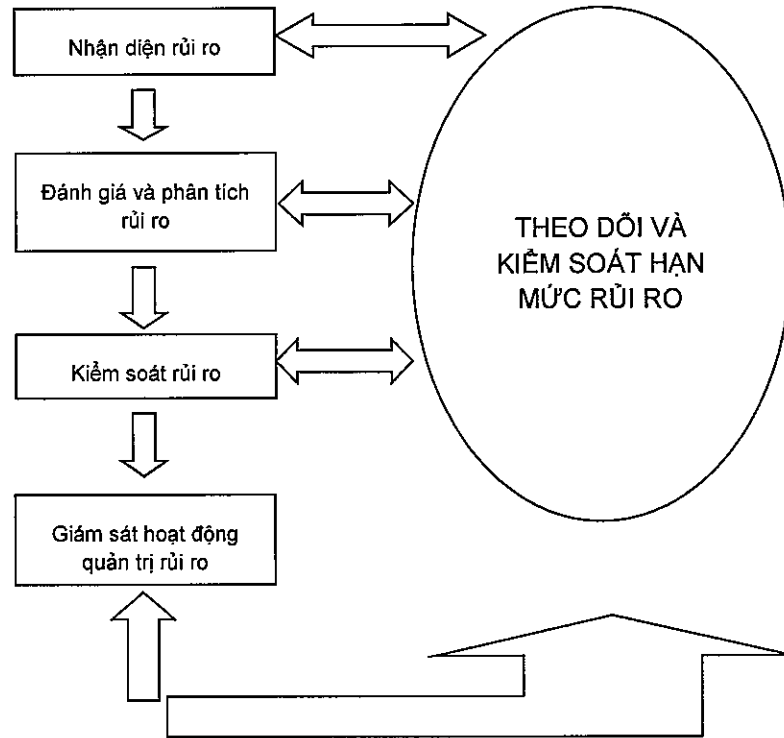 Nhận diện rủi ro
Đánh giá và phân tích
rủi ro
Kiểm soát rủi ro
Giám sát hoạt động
quản trị rủi ro
THEO DÕI VÀ
KIỂM SOÁT HẠN
MỨC RỦI RO